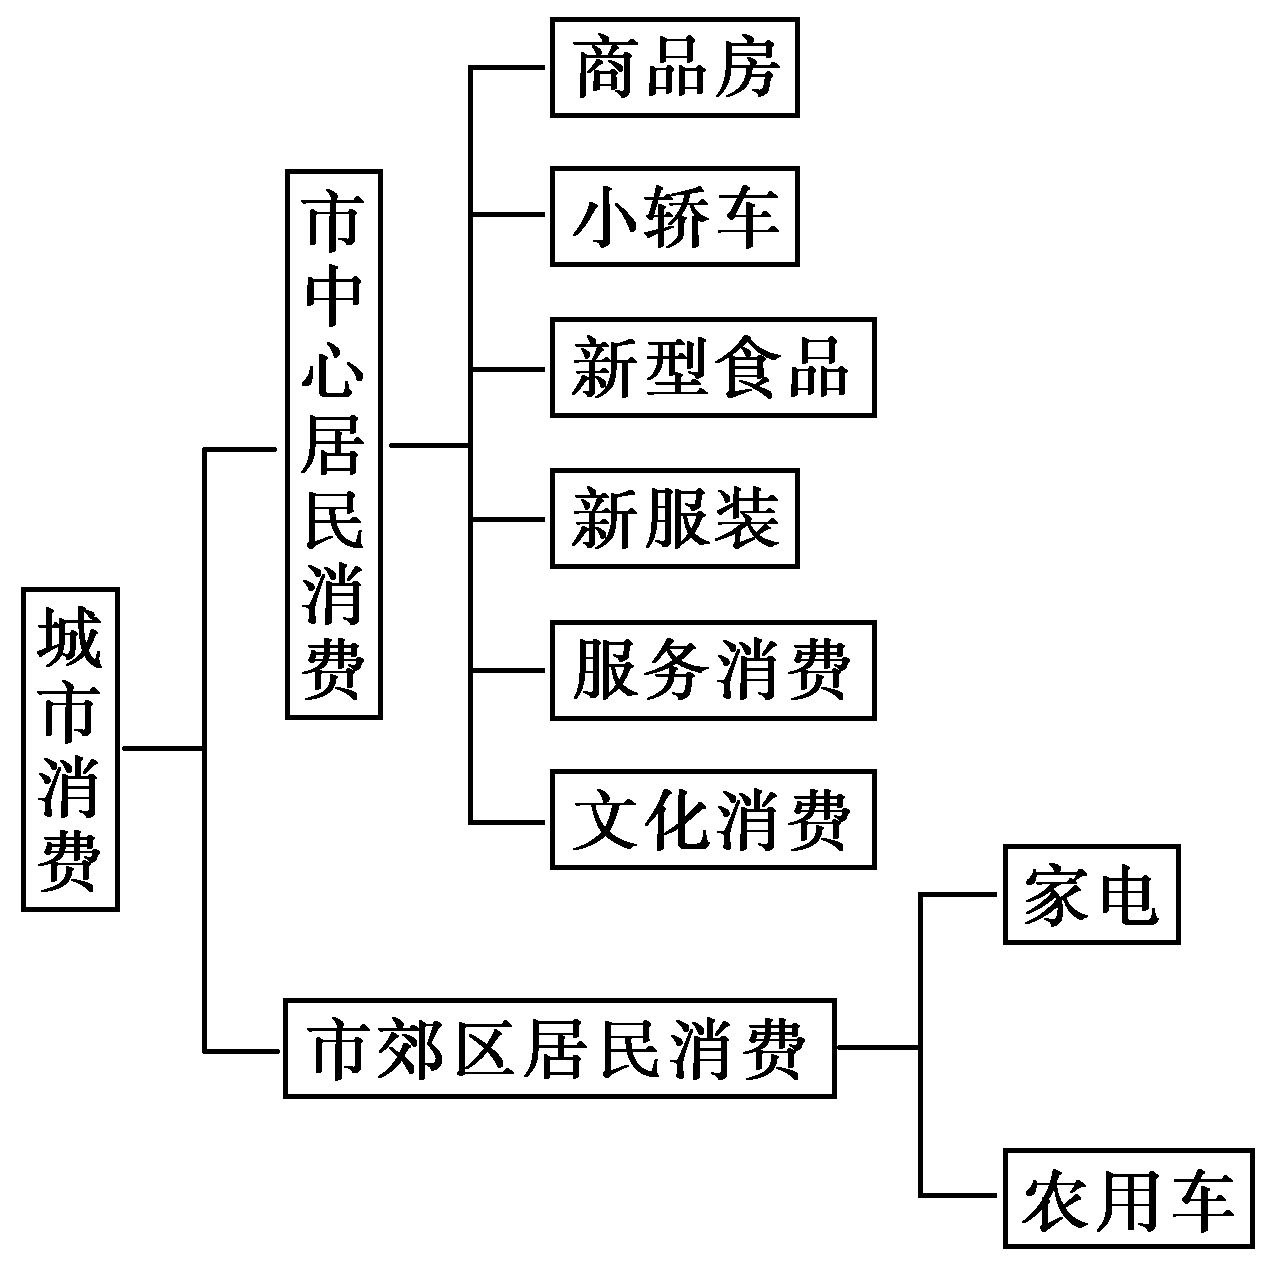 城市消费
市中心居民消费
商品房
小轿车
新型食品
新服装
服务消费
文化消费
市郊区居民消费
家电
农用车